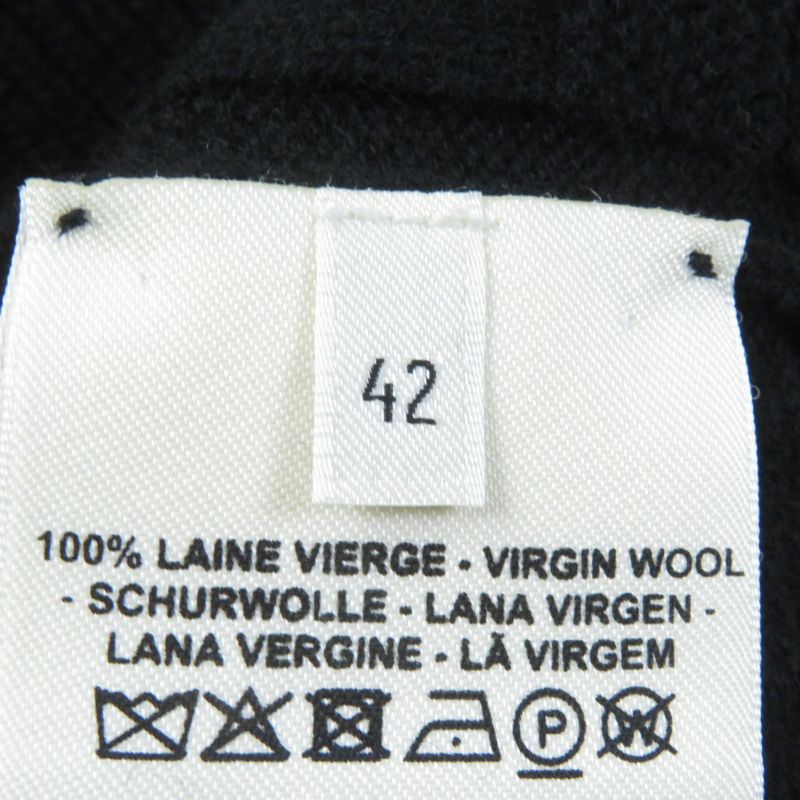 42
100% LAINE VIERGE - VIRGIN WOOL
- SCHURWOLLE - LANA VIRGEN -
LANA VERGINE - LÃ VIRGEM
P W